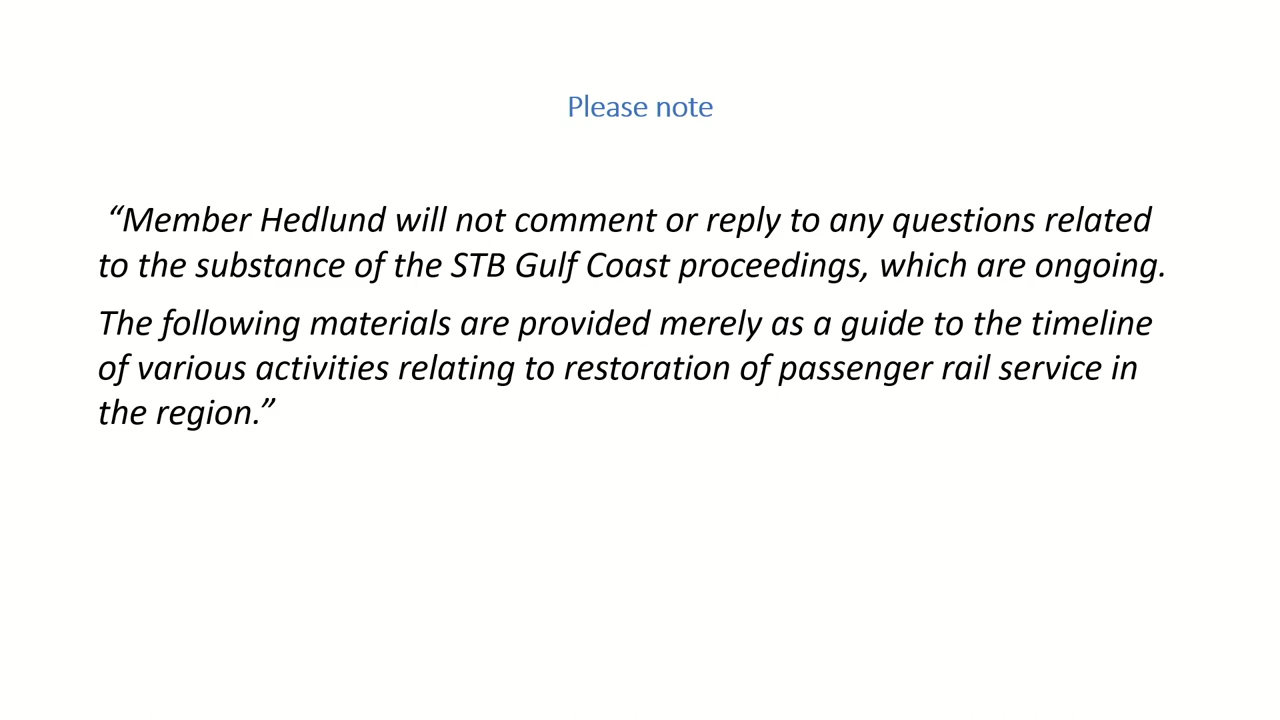 Please note
“Member Hedlund will not comment or reply to any questions related
to the substance of the STB Gulf Coast proceedings, which are ongoing.
The following materials are provided merely as a guide to the timeline
of various activities relating to restoration of passenger rail service in
the region.”